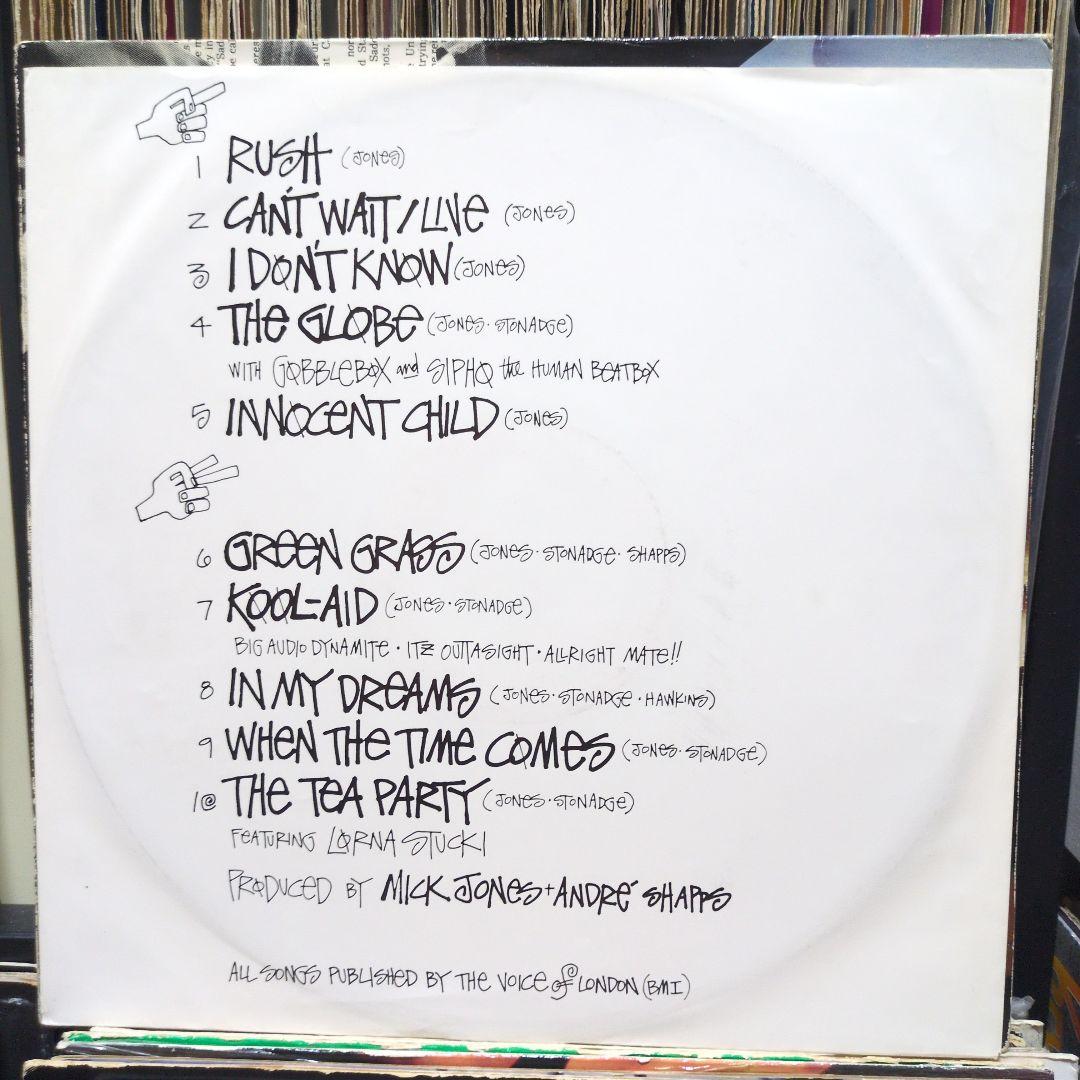 1 RUSH (JONES)
2 CAN'T WAIT/LIVE (JONES)
3 I DON'T KNOW (JONES)
4 THE GLOBE (JONES · STONADGE)
WITH GOBBLEBOX and SIPHO the HUMAN BEATBOX
5 INNOCENT CHILD (JONES)
6 GREEN GRASS (JONES · STONADGE · SHAPPS)
7 KOOL-AID (JONES · STONADGE)
BIG AUDIO DYNAMITE · ITZ OUTTASIGHT · ALLRIGHT MATE!!
8 IN MY DREAMS (JONES · STONADGE · HAWKINS)
9 WHEN THE TIME COMES (JONES · STONADGE)
10 THE TEA PARTY (JONES · STONADGE)
FEATURING LORNA STUCKI
PRODUCED BY MICK JONES + ANDRÉ SHAPPS
ALL SONGS PUBLISHED BY THE VOICE of LONDON (BMI)